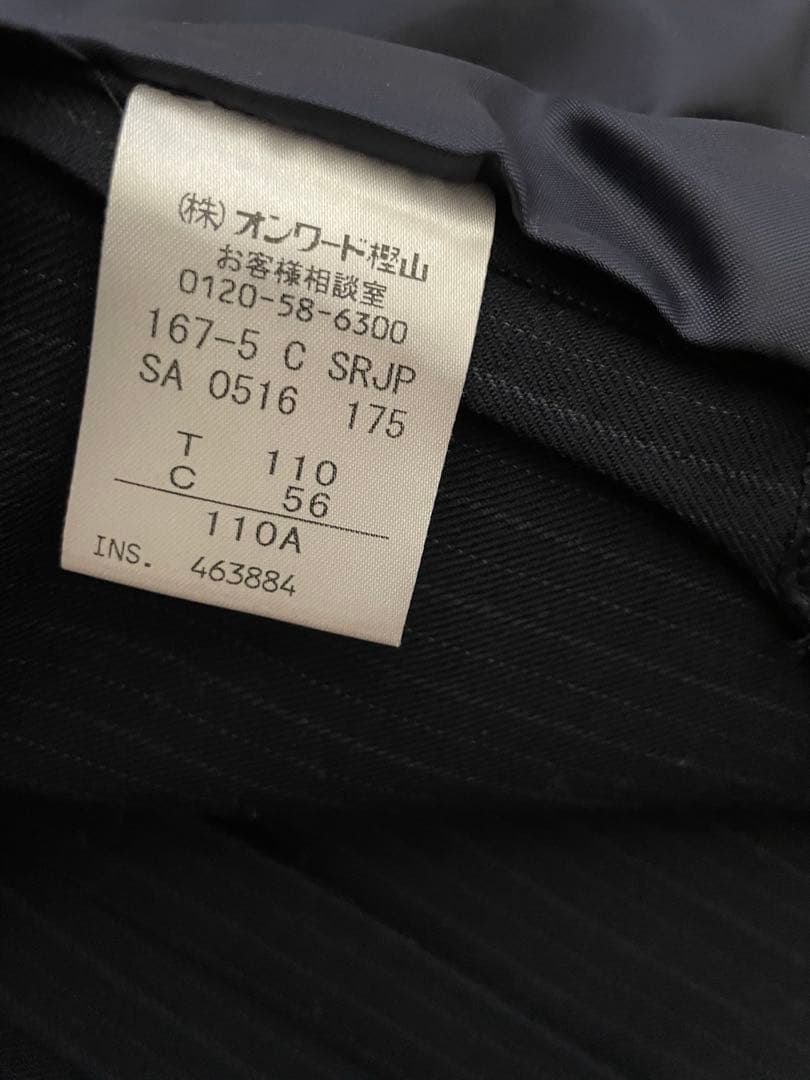 (株)オンワード樫山
お客様相談室
0120-58-6300
167-5 C SRJP
SA 0516 175
T 110
C 56
110A
INS. 463884